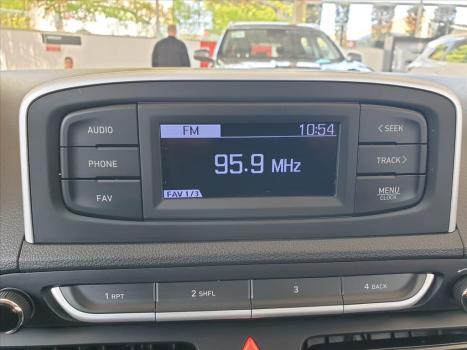 AUDIO
FM 10:54
< SEEK
PHONE
95.9 MHz
TRACK >
FAV
FAV 1/3
MENU
CLOCK
1 RPT
2 SHFL
3
4 BACK